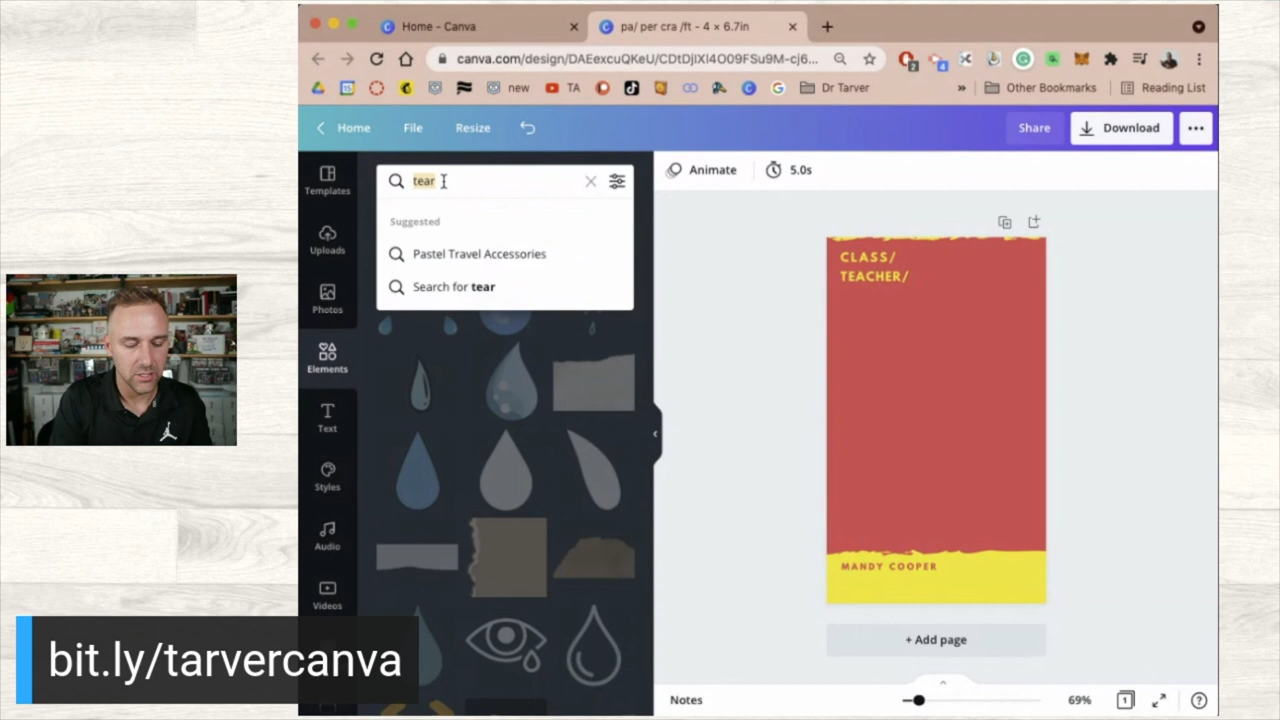 Home - Canva
pa/ per cra /ft - 4 × 6.7in
canva.com/design/DAEexcuQKeU/CDtDjIXI4O09FSu9M-cj6...
new
TA
Dr Tarver
»
Other Bookmarks
Reading List
Home
File
Resize
Share
Download
Templates
Uploads
Photos
Elements
Text
Styles
Audio
Videos
tear
Suggested
Pastel Travel Accessories
Search for tear
Animate
5.0s
CLASS/
TEACHER/
MANDY COOPER
+ Add page
Notes
69%
1
bit.ly/tarvercanva